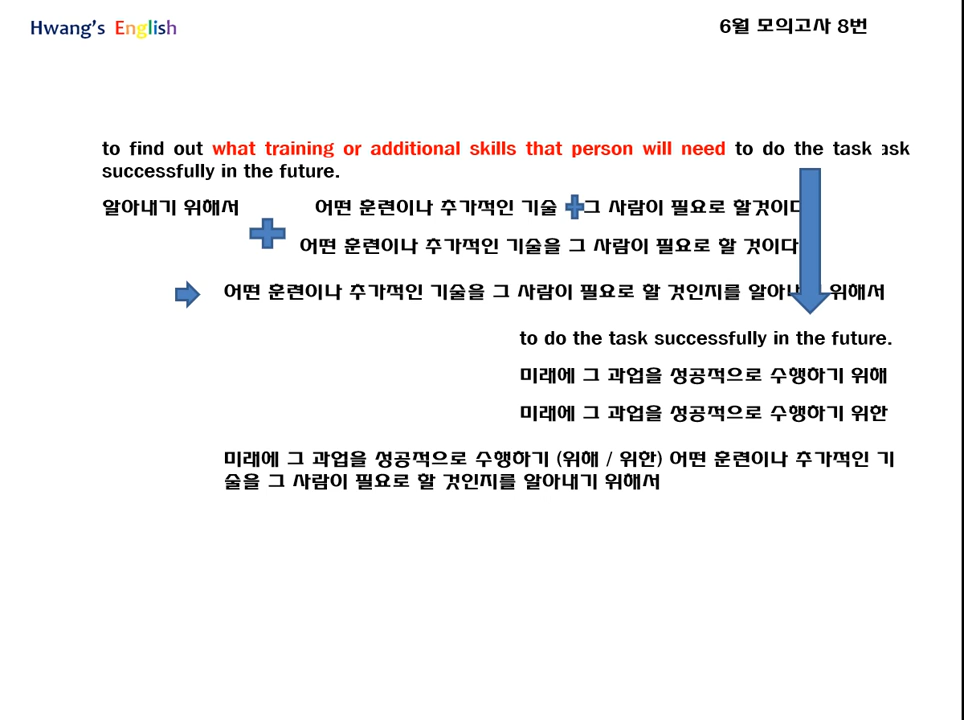 Hwang's English
6월 모의고사 8번
to find out what training or additional skills that person will need to do the task ask
successfully in the future.
알아내기 위해서 어떤 훈련이나 추가적인 기술 그 사람이 필요로 할것이다
어떤 훈련이나 추가적인 기술을 그 사람이 필요로 할 것이다
어떤 훈련이나 추가적인 기술을 그 사람이 필요로 할 것인지를 위해서
to do the task successfully in the future.
미래에 그 과업을 성공적으로 수행하기 위해
미래에 그 과업을 성공적으로 수행하기 위한
미래에 그 과업을 성공적으로 수행하기 (위해 / 위한) 어떤 훈련이나 추가적인 기
술을 그 사람이 필요로 할 것인지를 알아내기 위해서